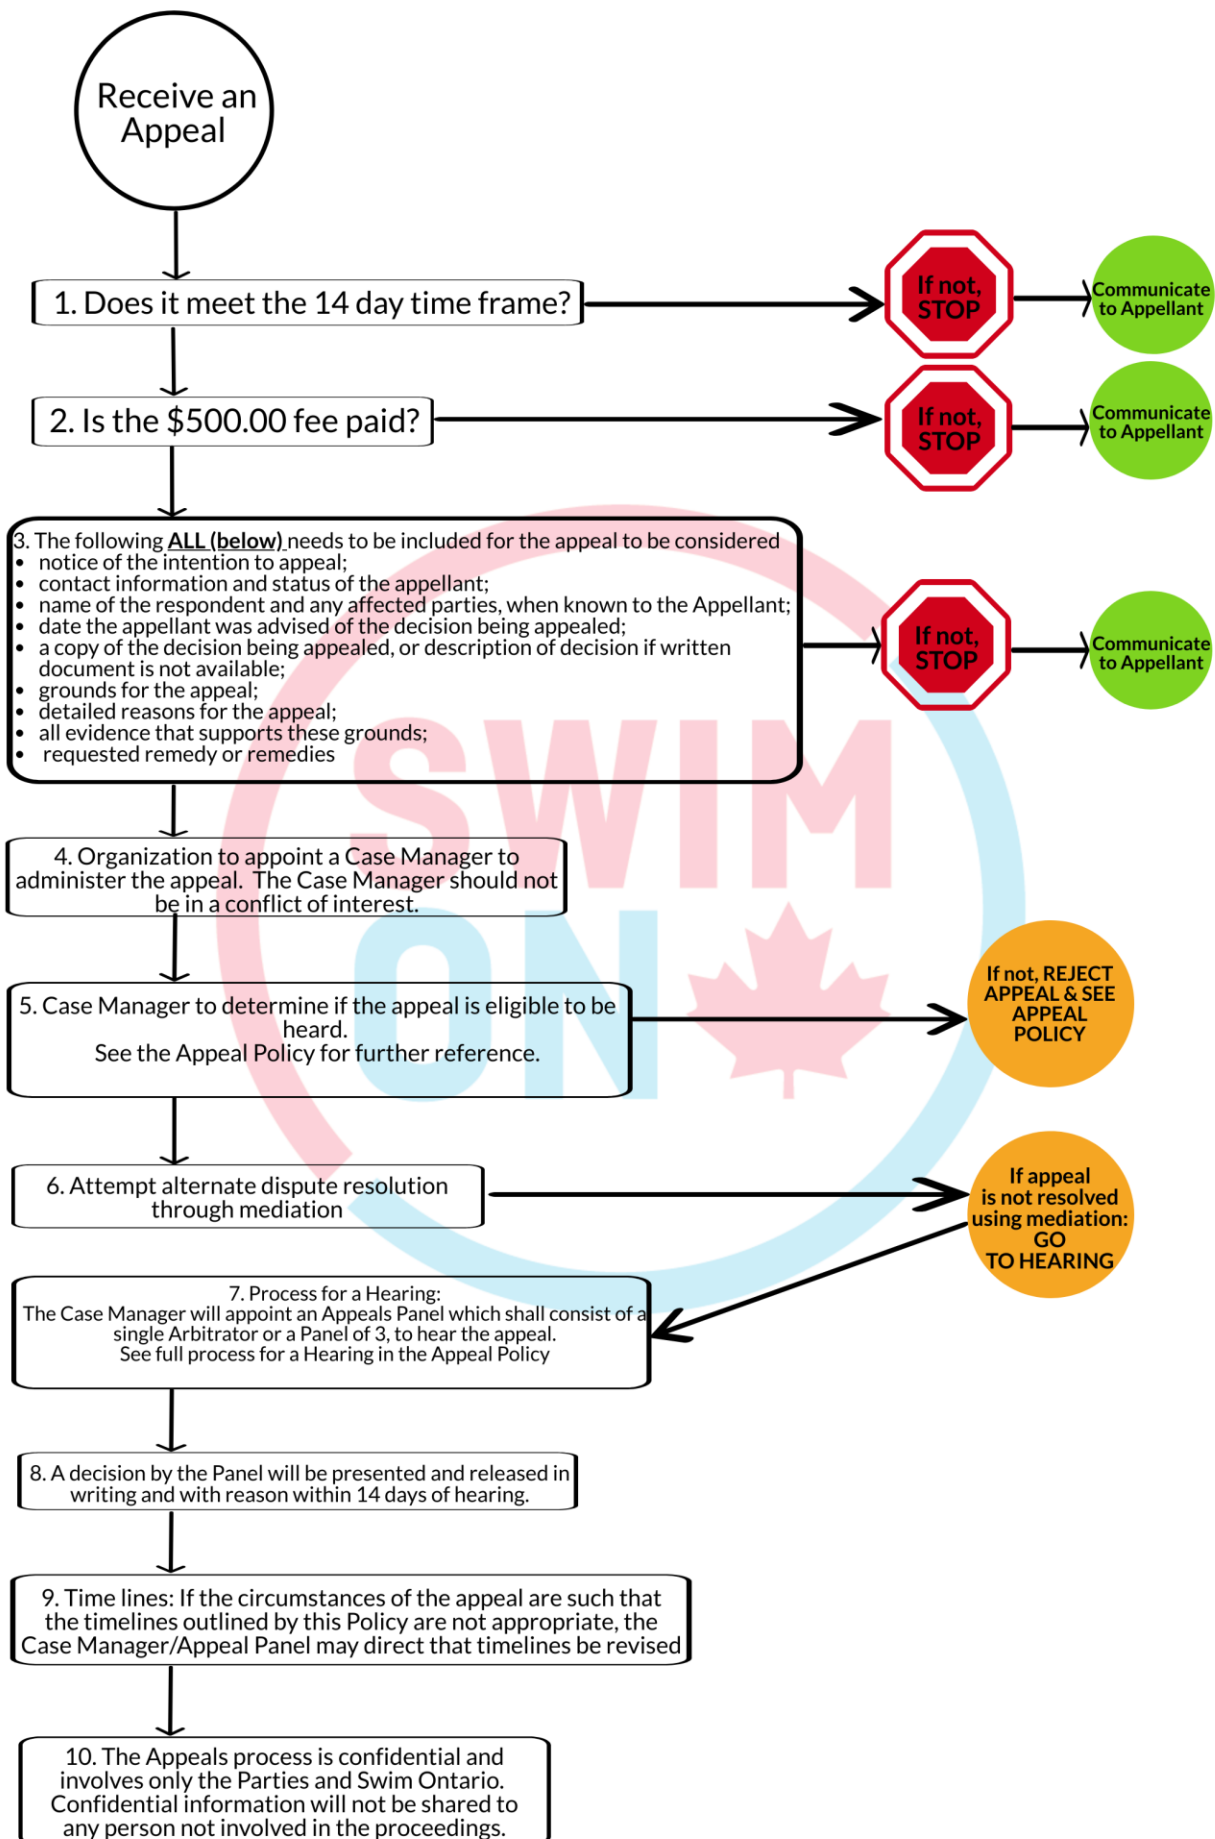 Receive an
Appeal
1. Does it meet the 14 day time frame?
If not,
STOP
Communicate
to Appellant
2. Is the $500.00 fee paid?
If not,
STOP
Communicate
to Appellant
3. The following ALL (below) needs to be included for the appeal to be considered
• notice of the intention to appeal;
• contact information and status of the appellant;
• name of the respondent and any affected parties, when known to the Appellant;
• date the appellant was advised of the decision being appealed;
• a copy of the decision being appealed, or description of decision if written
document is not available;
• grounds for the appeal;
• detailed reasons for the appeal;
• all evidence that supports these grounds;
• requested remedy or remedies
If not,
STOP
Communicate
to Appellant
SWIM
ON
4. Organization to appoint a Case Manager to
administer the appeal. The Case Manager should not
be in a conflict of interest.
5. Case Manager to determine if the appeal is eligible to be
heard.
See the Appeal Policy for further reference.
If not, REJECT
APPEAL & SEE
APPEAL
POLICY
6. Attempt alternate dispute resolution
through mediation
If appeal
is not resolved
using mediation:
GO
TO HEARING
7. Process for a Hearing:
The Case Manager will appoint an Appeals Panel which shall consist of a
single Arbitrator or a Panel of 3, to hear the appeal.
See full process for a Hearing in the Appeal Policy
8. A decision by the Panel will be presented and released in
writing and with reason within 14 days of hearing.
9. Time lines: If the circumstances of the appeal are such that
the timelines outlined by this Policy are not appropriate, the
Case Manager/Appeal Panel may direct that timelines be revised
10. The Appeals process is confidential and
involves only the Parties and Swim Ontario.
Confidential information will not be shared to
any person not involved in the proceedings.